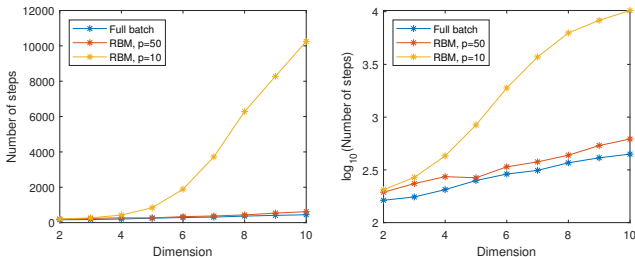 12000
10000
8000
6000
4000
2000
0
Number of steps
Full batch
RBM, p=50
RBM, p=10
2 4 6 8 10
Dimension
4
3.5
3
2.5
2
log10(Number of steps)
Full batch
RBM, p=50
RBM, p=10
2 4 6 8 10
Dimension